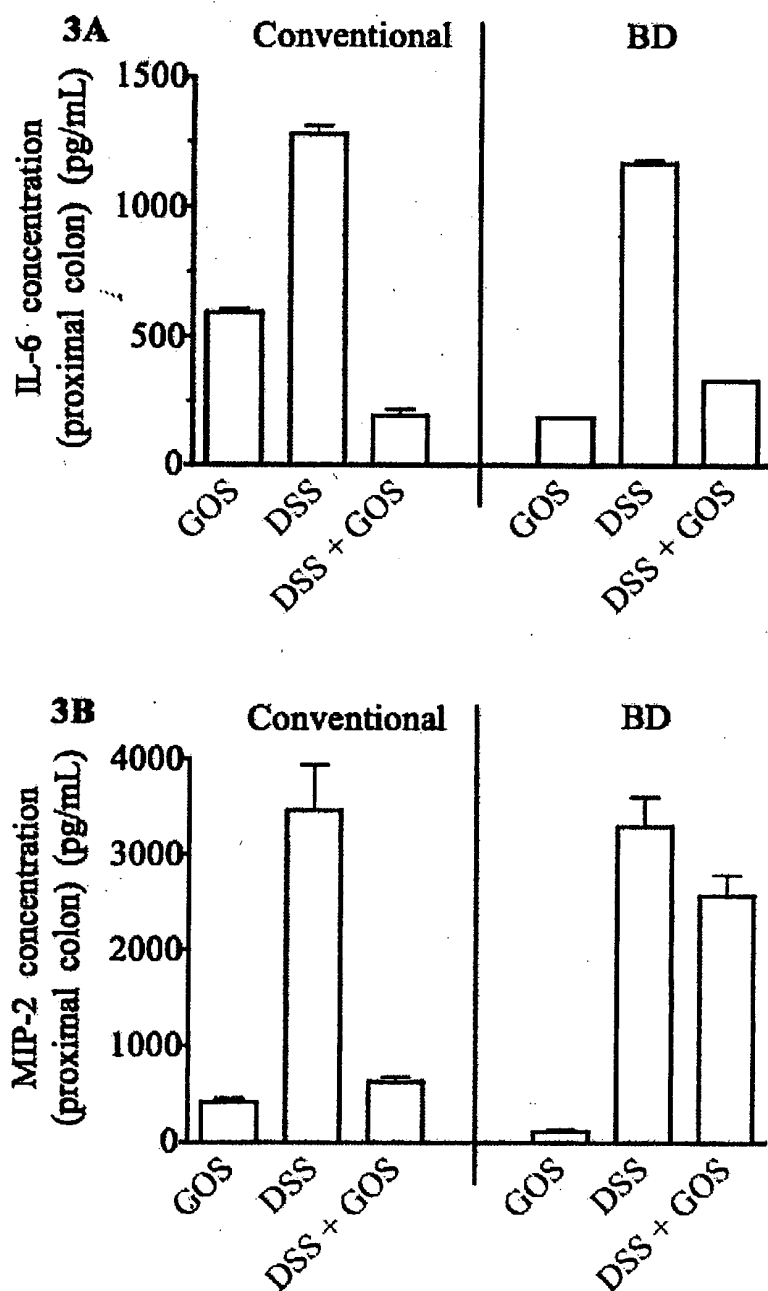 3A
Conventional
BD
IL-6 concentration
(proximal colon) (pg/mL)
1500
1000
500
0
GOS
DSS
DSS + GOS
GOS
DSS
DSS + GOS
3B
Conventional
BD
MIP-2 concentration
(proximal colon) (pg/mL)
4000
3000
2000
1000
0
GOS
DSS
DSS + GOS
GOS
DSS
DSS + GOS